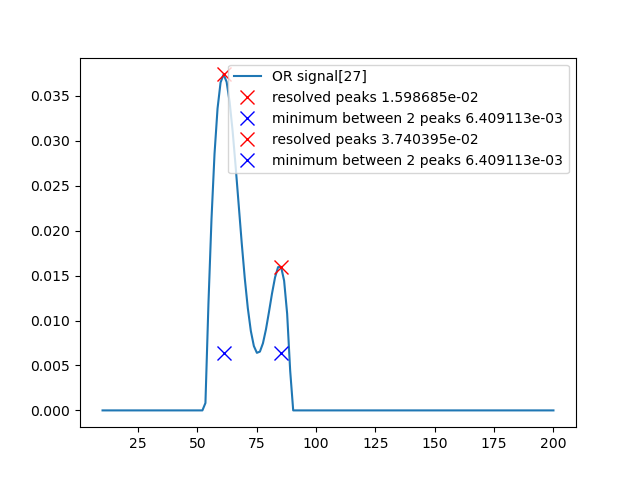 OR signal[27]
resolved peaks 1.598685e-02
minimum between 2 peaks 6.409113e-03
resolved peaks 3.740395e-02
minimum between 2 peaks 6.409113e-03
0.035
0.030
0.025
0.020
0.015
0.010
0.005
0.000
25 50 75 100 125 150 175 200